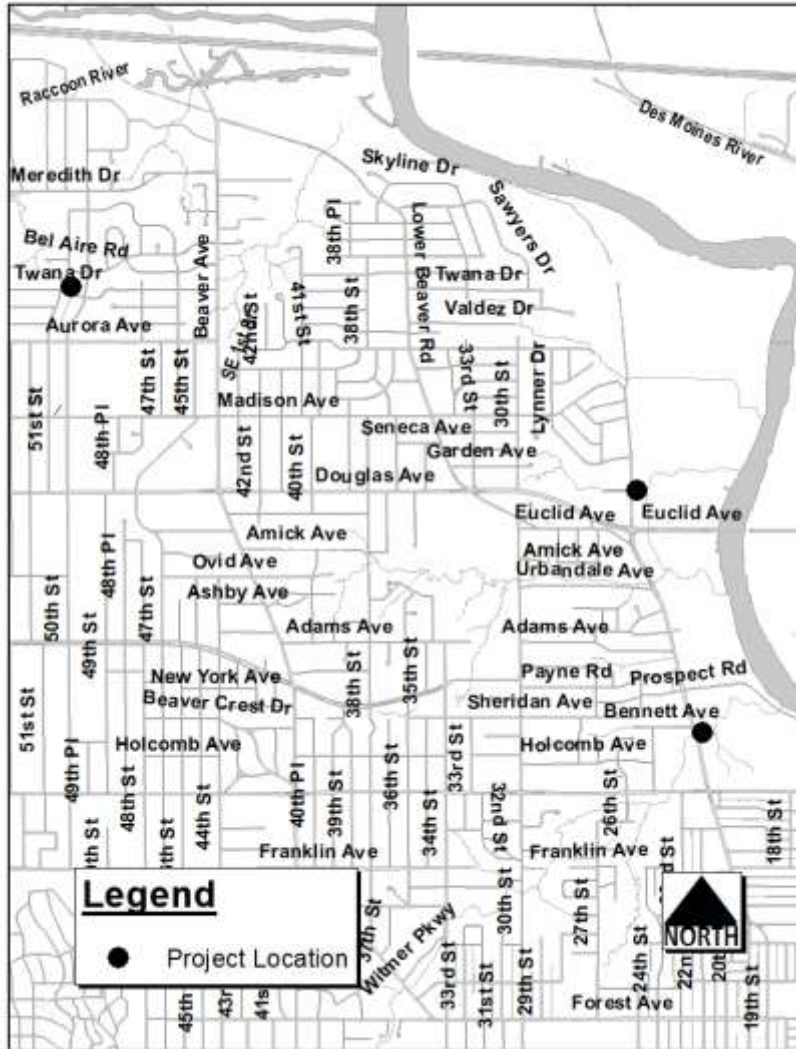 Raccoon River
Des Moines River
Skyline Dr
Meredith Dr
Sawyers Dr
38th Pl
Lower Beaver Rd
Bel Aire Rd
Beaver Ave
Twana Dr
Twana Dr
41st St
38th St
Valdez Dr
42nd St
Aurora Ave
33rd St
30th St
Lynner Dr
51st St
47th St
45th St
Madison Ave
48th Pl
Seneca Ave
42nd St
40th St
Garden Ave
Douglas Ave
Euclid Ave
Euclid Ave
Amick Ave
48th Pl
Amick Ave
Ovid Ave
Urbandale Ave
50th St
47th St
Ashby Ave
49th St
Adams Ave
Adams Ave
38th St
35th St
New York Ave
Payne Rd
Prospect Rd
51st St
Beaver Crest Dr
Sheridan Ave
Bennett Ave
49th Pl
Holcomb Ave
33rd St
Holcomb Ave
48th St
44th St
40th Pl
39th St
36th St
34th St
32nd St
26th St
18th St
Franklin Ave
Franklin Ave
Legend
Project Location
37th St
Witmer Pkwy
33rd St
31st St
30th St
29th St
27th St
24th St
NORTH
19th St
Forest Ave